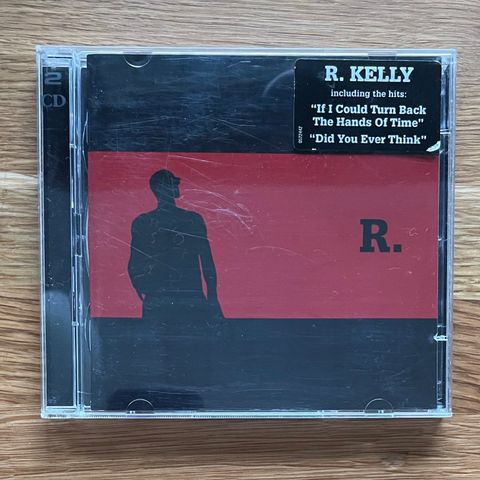 2
CD
R. KELLY
including the hits:
“If I Could Turn Back
The Hands Of Time”
“Did You Ever Think”
R.